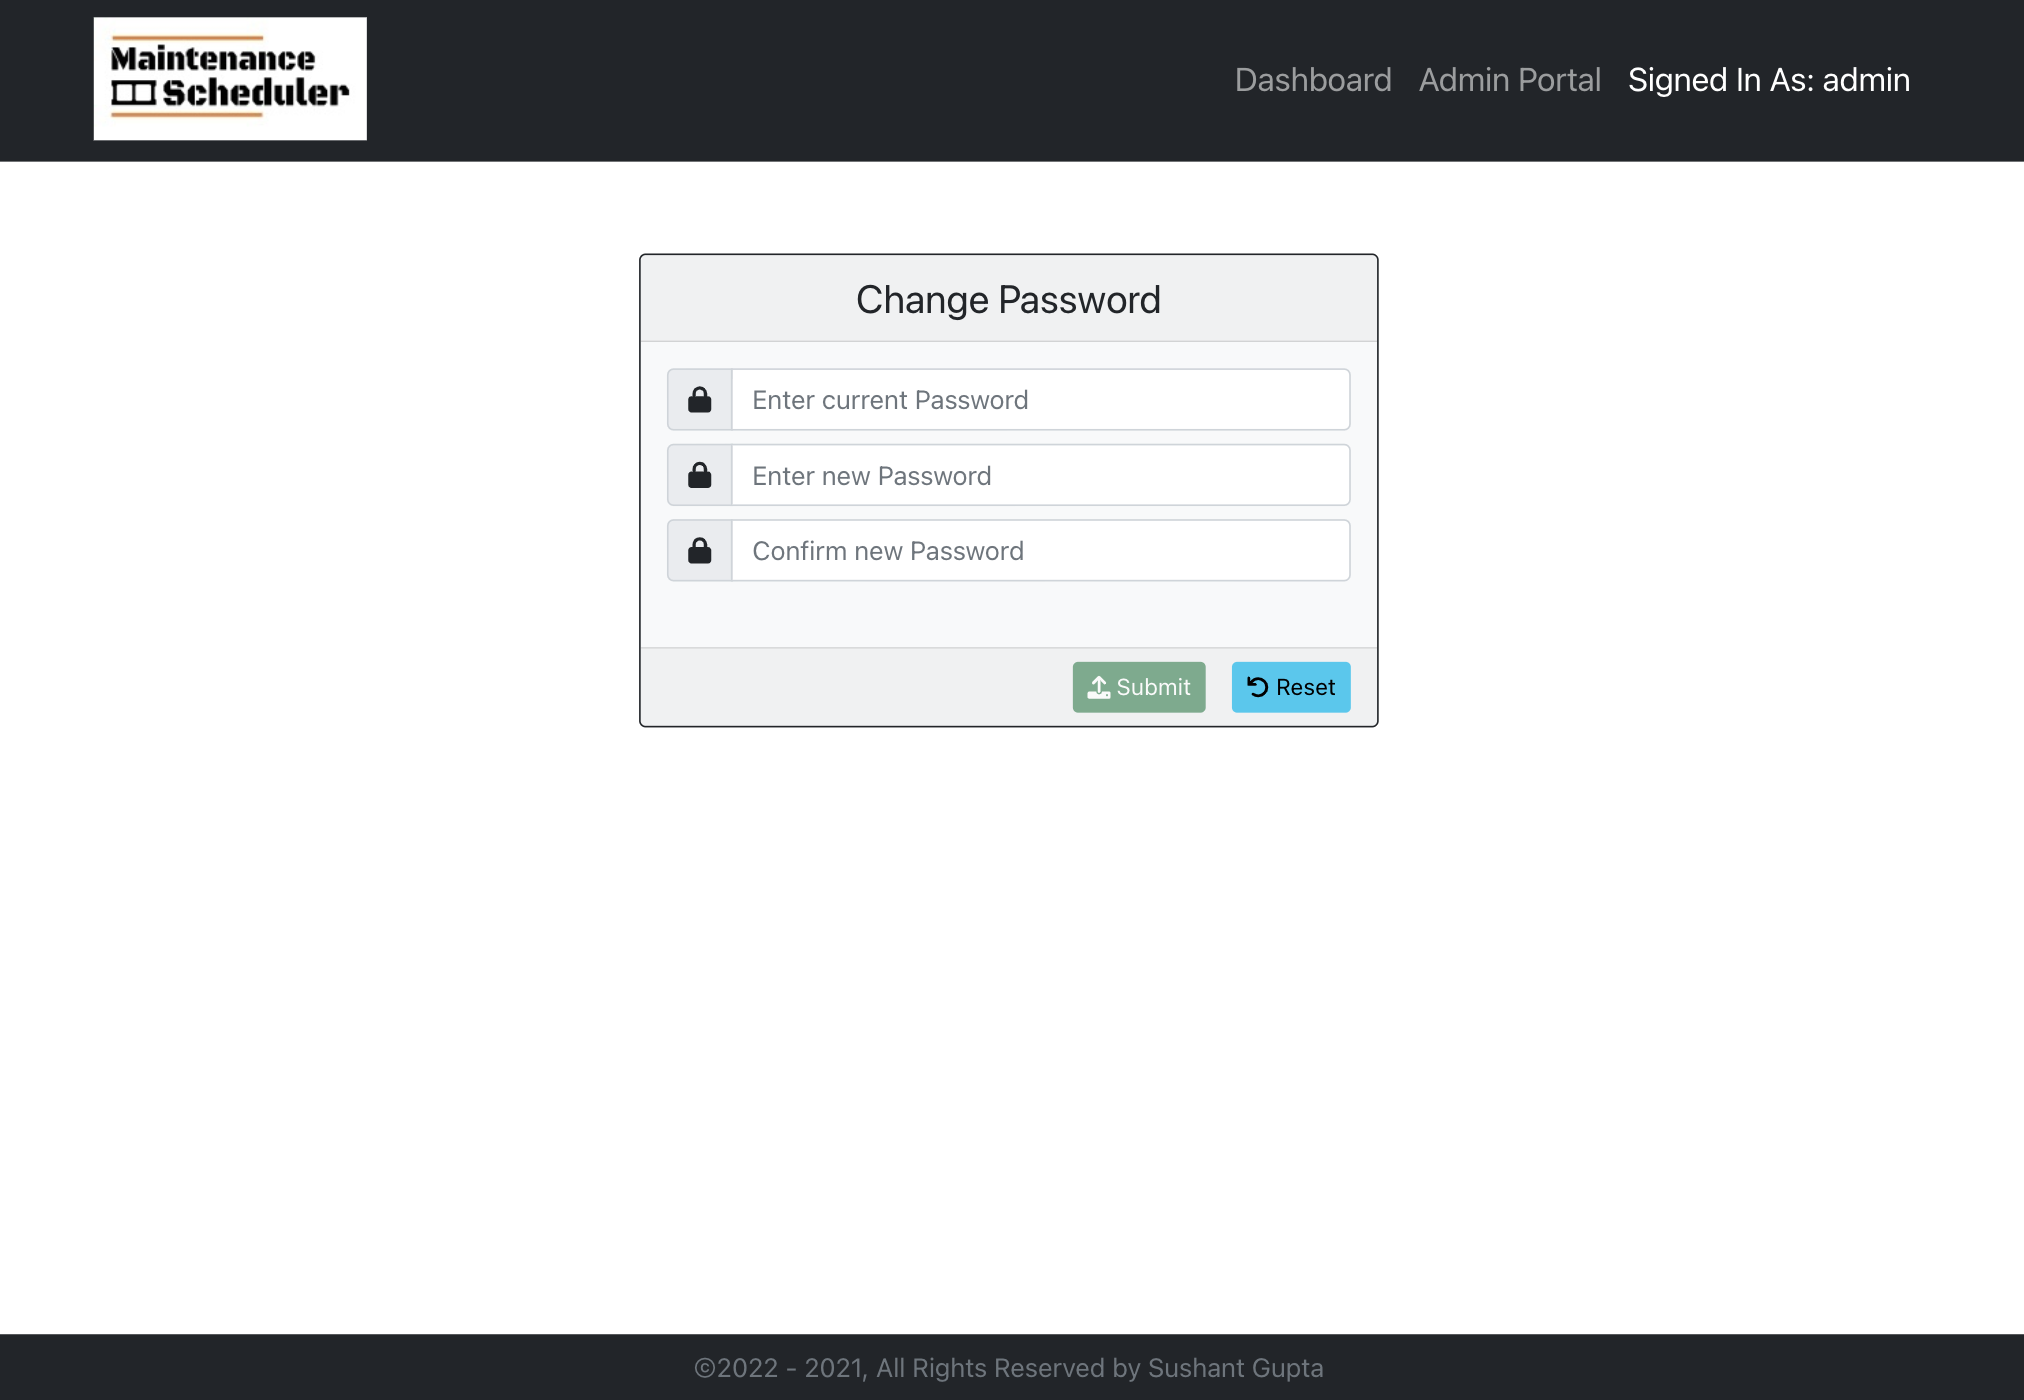 Maintenance
Scheduler
Dashboard Admin Portal Signed In As: admin
Change Password
Enter current Password
Enter new Password
Confirm new Password
Submit Reset
©2022 - 2021, All Rights Reserved by Sushant Gupta